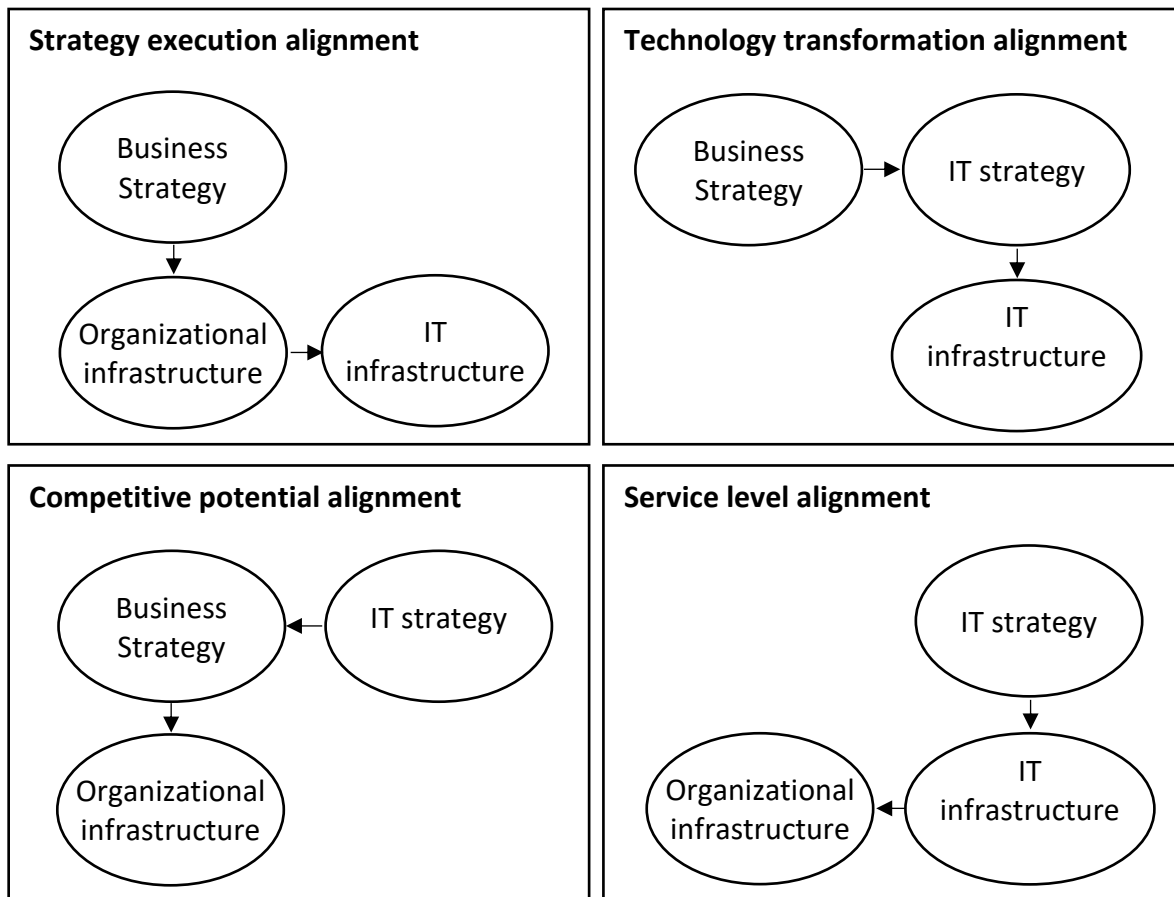 Strategy execution alignment
Business
Strategy
Organizational
infrastructure
IT
infrastructure
Technology transformation alignment
Business
Strategy
IT strategy
IT
infrastructure
Competitive potential alignment
Business
Strategy
IT strategy
Organizational
infrastructure
Service level alignment
IT strategy
Organizational
infrastructure
IT
infrastructure